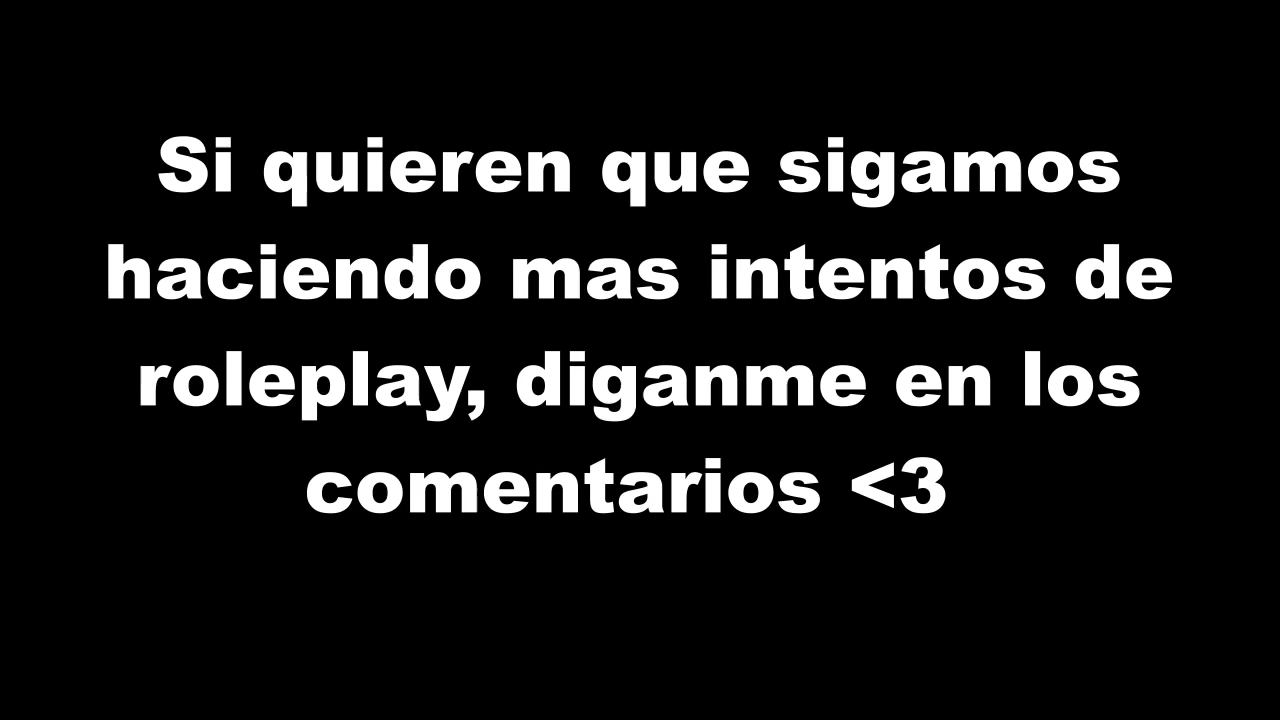 Si quieren que sigamos
haciendo mas intentos de
roleplay, diganme en los
comentarios <3